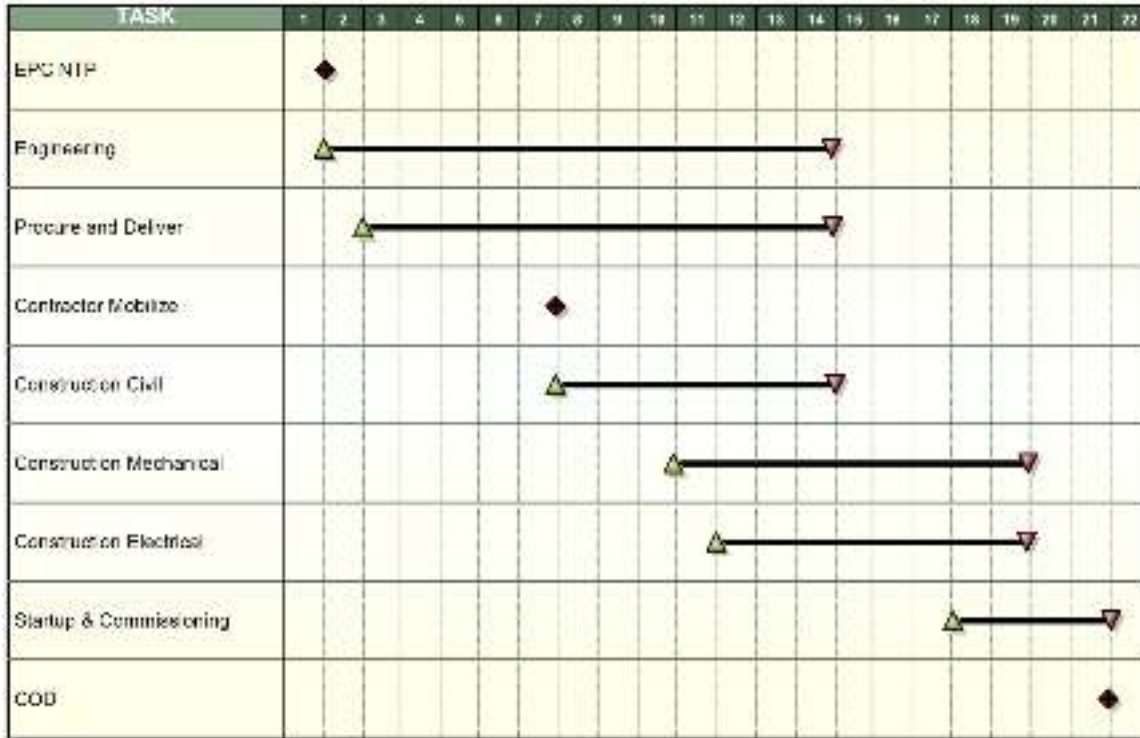 TASK 1 2 3 4 5 6 7 8 9 10 11 12 13 14 15 16 17 18 19 20 21 22
EPC NTP
Engineering
Procure and Deliver
Contractor Mobilize
Construction Civil
Construction Mechanical
Construction Electrical
Startup & Commissioning
COD